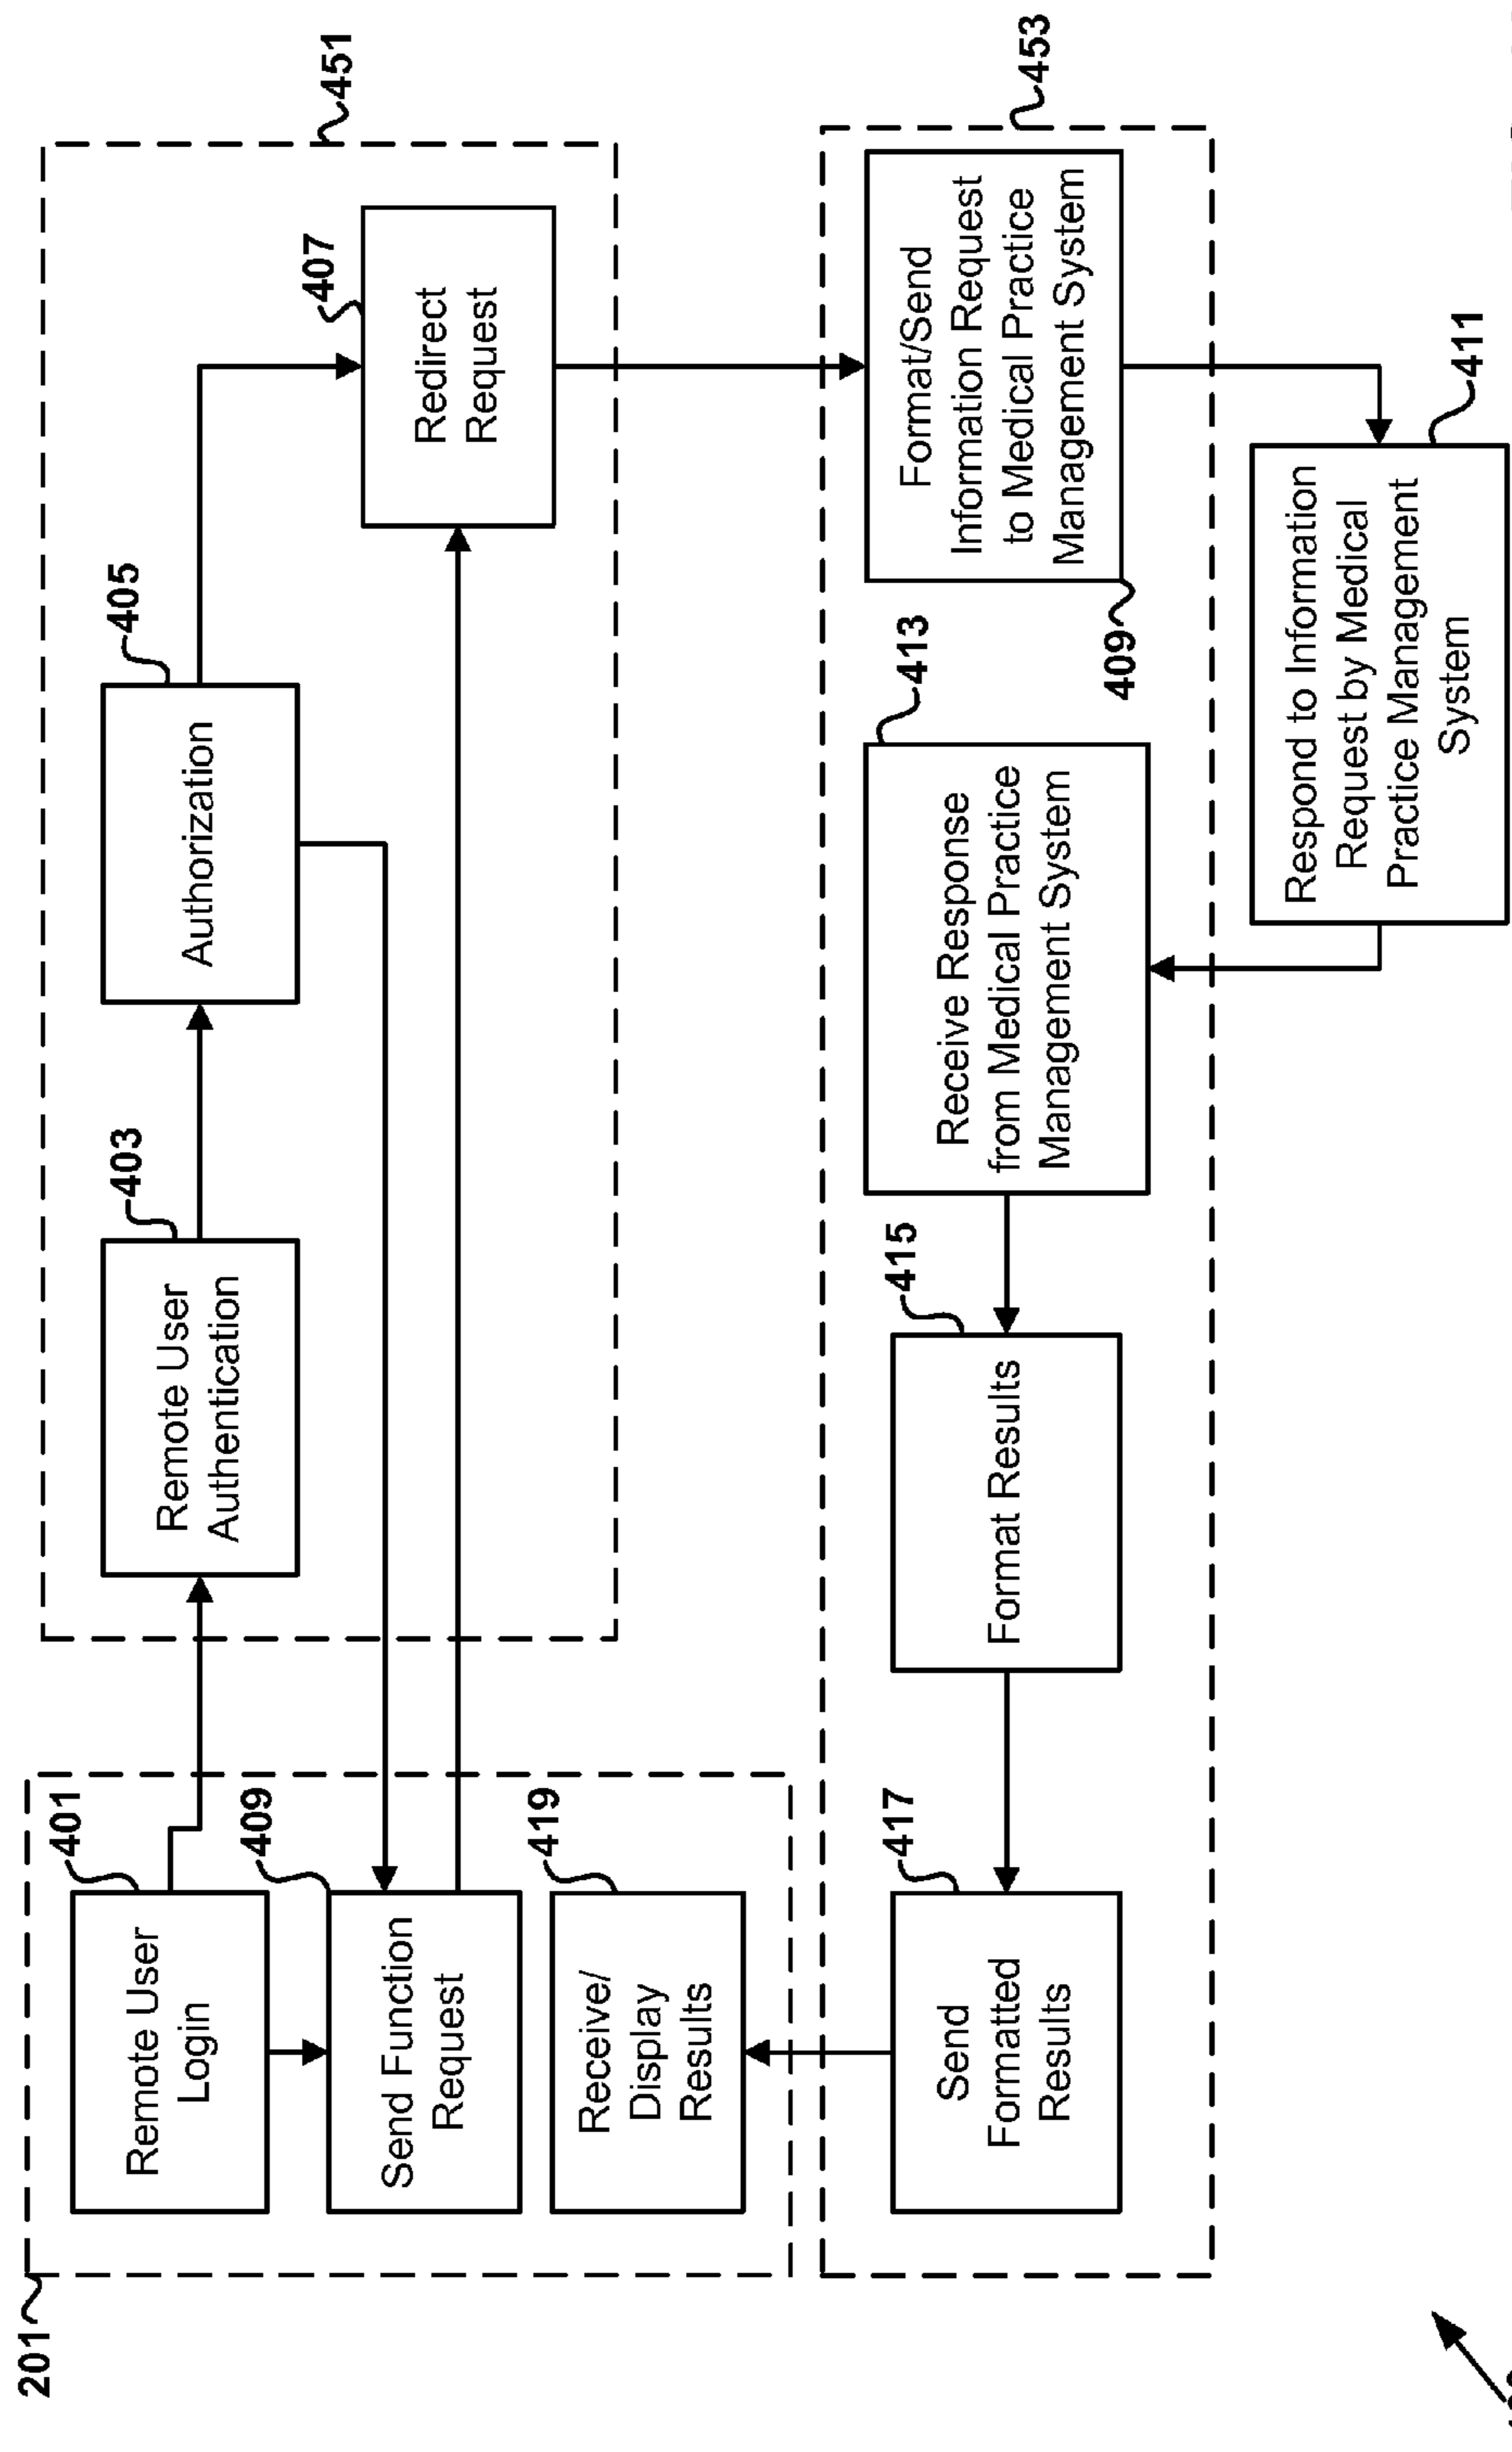 201
401
Remote User
Login
409
Send Function
Request
419
Receive/
Display
Results
403
Remote User
Authentication
405
Authorization
407
Redirect
Request
451
417
Send
Formatted
Results
415
Format Results
413
Receive Response
from Medical Practice
Management System
409
Format/Send
Information Request
to Medical Practice
Management System
453
411
Respond to Information
Request by Medical
Practice Management
System